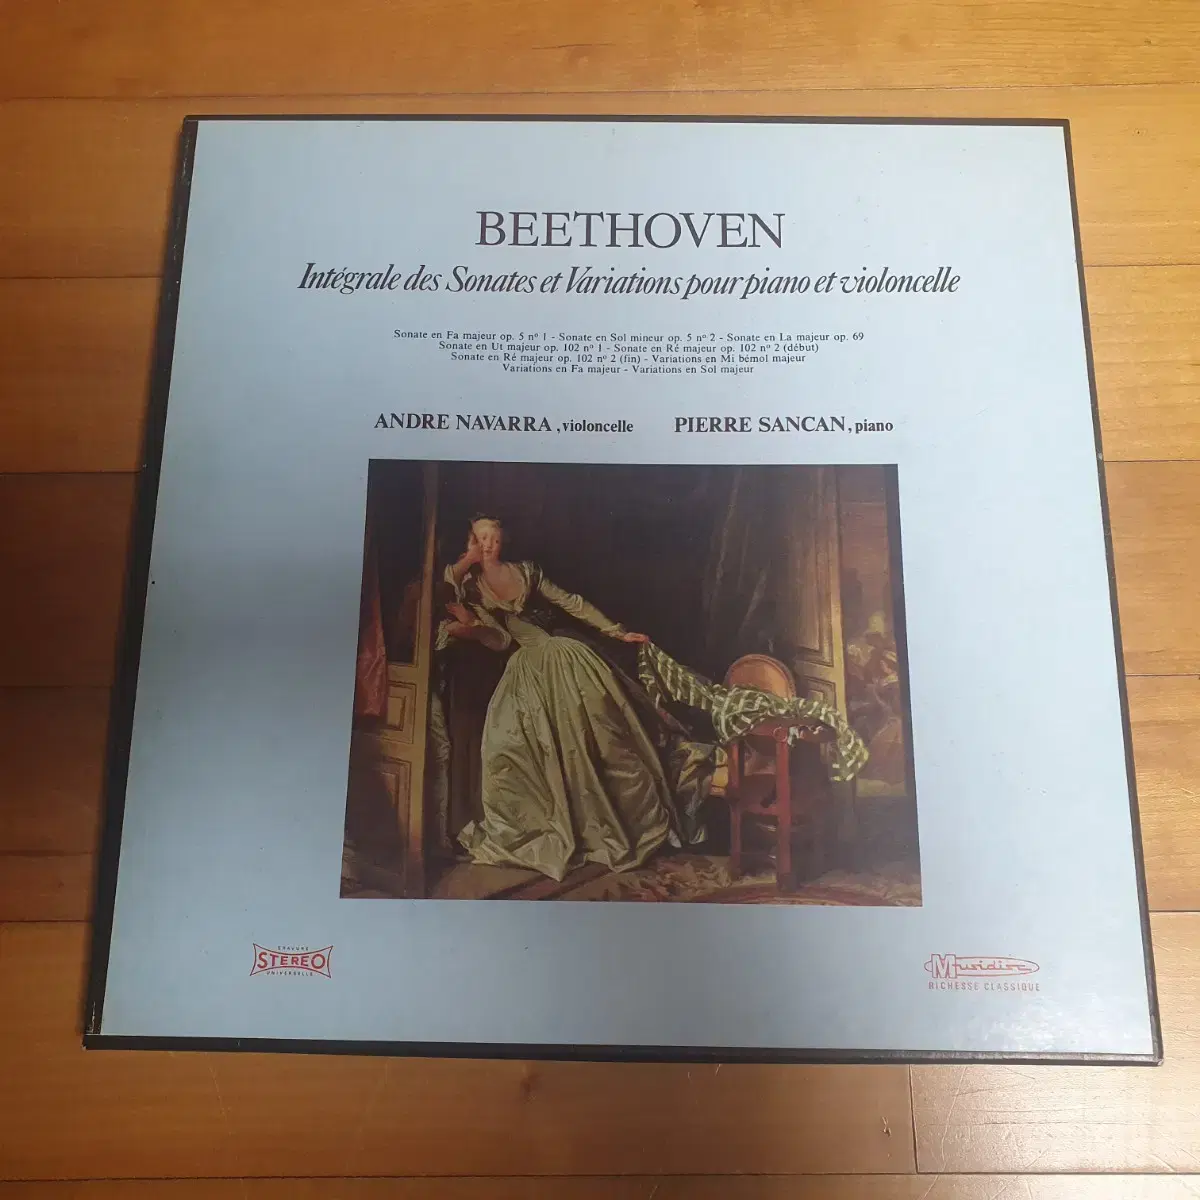 BEETHOVEN
Intégrale des Sonates et Variations pour piano et violoncelle
Sonate en Fa majeur op. 5 nº 1 - Sonate en Sol mineur op. 5 nº 2 - Sonate en La majeur op. 69
Sonate en Ut majeur op. 102 nº 1 - Sonate en Ré majeur op. 102 nº 2 (début)
Sonate en Ré majeur op. 102 nº 2 (fin) - Variations en Mi bémol majeur
Variations en Fa majeur - Variations en Sol majeur
ANDRE NAVARRA, violoncelle PIERRE SANCAN, piano
GRAVURE
STEREO
UNIVERSELLE
Musidisc
RICHESSE CLASSIQUE